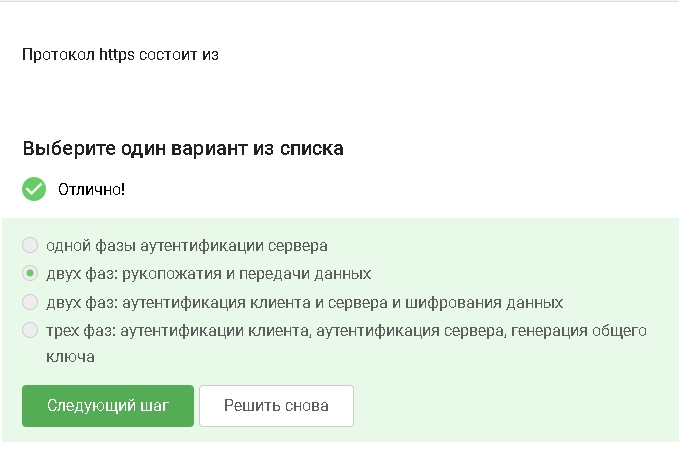 Протокол https состоит из
Выберите один вариант из списка
Отлично!
одной фазы аутентификации сервера
двух фаз: рукопожатия и передачи данных
двух фаз: аутентификация клиента и сервера и шифрования данных
трех фаз: аутентификации клиента, аутентификация сервера, генерация общего
ключа
Следующий шаг
Решить снова